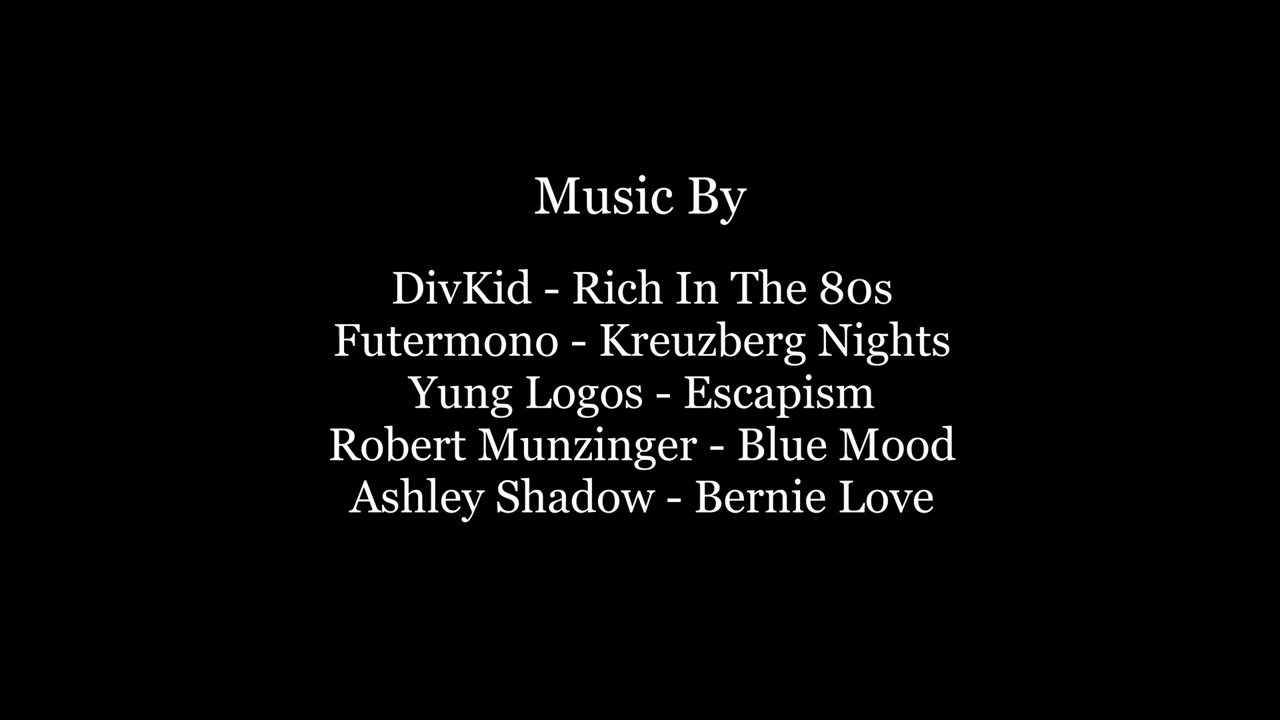 Music By
DivKid - Rich In The 80s
Futermono - Kreuzberg Nights
Yung Logos - Escapism
Robert Munzinger - Blue Mood
Ashley Shadow - Bernie Love